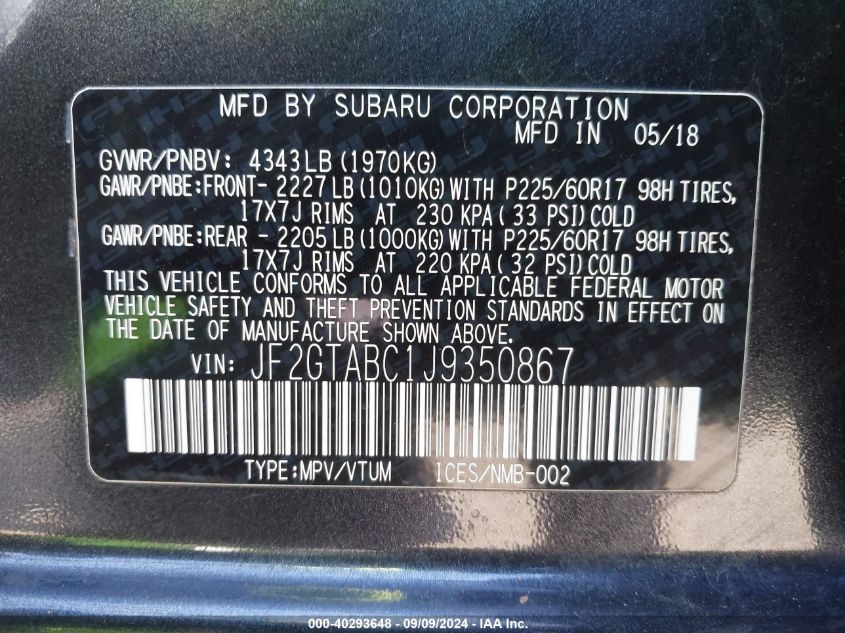 MFD BY SUBARU CORPORATION
MFD IN 05/18
GVWR/PNBV: 4343LB (1970KG)
GAWR/PNBE:FRONT- 2227LB (1010KG) WITH P225/60R17 98H TIRES,
17X7J RIMS AT 230 KPA (33 PSI) COLD
GAWR/PNBE:REAR - 2205LB (1000KG) WITH P225/60R17 98H TIRES,
17X7J RIMS AT 220 KPA (32 PSI) COLD
THIS VEHICLE CONFORMS TO ALL APPLICABLE FEDERAL MOTOR
VEHICLE SAFETY AND THEFT PREVENTION STANDARDS IN EFFECT ON
THE DATE OF MANUFACTURE SHOWN ABOVE.
VIN: JF2GTABC1J9350867
TYPE:MPV/VTUM ICES/NMB-002
000-40293648 - 09/09/2024 - IAA Inc.